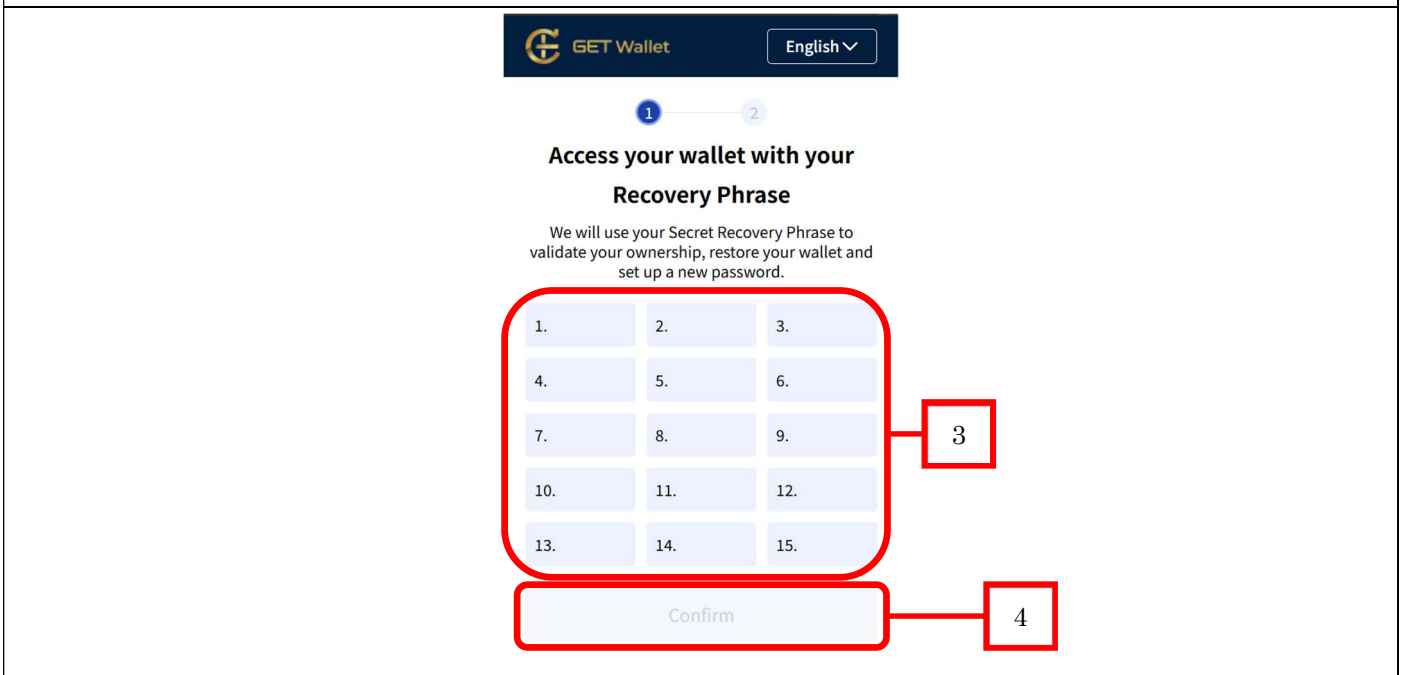 GET Wallet English
1 2
Access your wallet with your
Recovery Phrase
We will use your Secret Recovery Phrase to
validate your ownership, restore your wallet and
set up a new password.
1. 2. 3.
4. 5. 6.
7. 8. 9.
3
10. 11. 12.
13. 14. 15.
Confirm
4